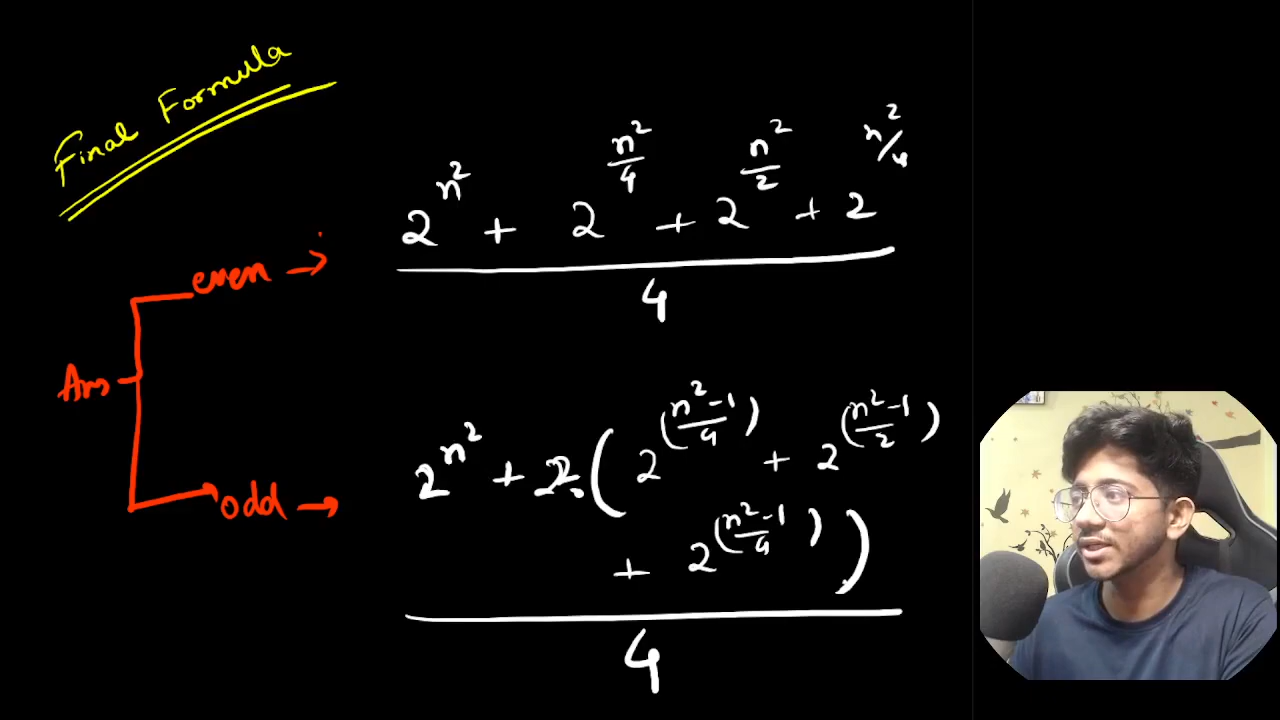 Final Formula
2^(n²) + 2^(n²/4) + 2^(n²/2) + 2^(n²/4)
even →
4
Ans
2^(n²) + 2.(2^((n²-1)/4) + 2^((n²-1)/2)
odd →
+ 2^((n²-1)/4))
4